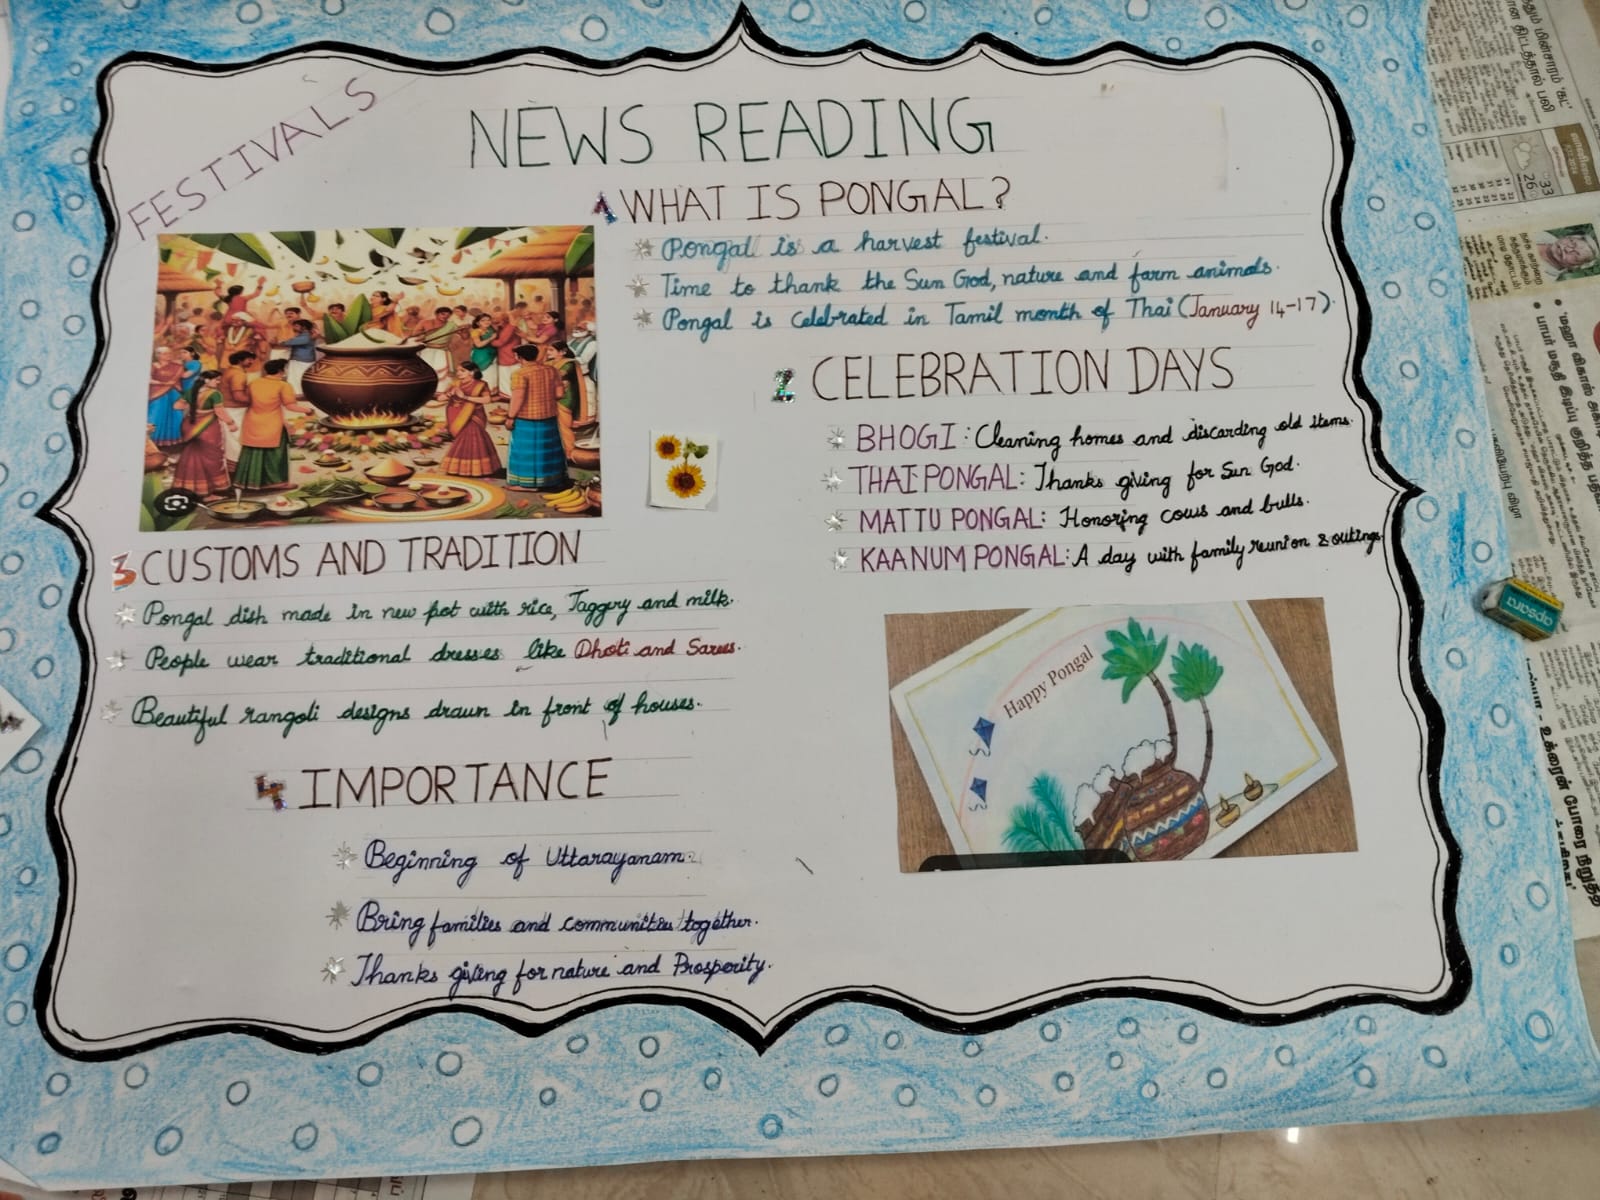 FESTIVALS
NEWS READING
1 WHAT IS PONGAL?
Pongal is a harvest festival.
Time to thank the Sun God, nature and farm animals.
Pongal is celebrated in Tamil month of Thai (January 14-17)
2 CELEBRATION DAYS
BHOGI: Cleaning homes and discarding old items.
THAI-PONGAL: Thanks giving for Sun God.
MATTU PONGAL: Honoring cows and bulls.
KAANUM PONGAL: A day with family reunion & outings.
3 CUSTOMS AND TRADITION
Pongal dish made in new pot with rice, Jaggery and milk.
People wear traditional dresses like Dhoti and Sarees.
Beautiful rangoli designs drawn in front of houses.
Happy Pongal
4 IMPORTANCE
Beginning of Uttarayanam.
Bring families and communities together.
Thanks giving for nature and Prosperity.
apsara
33
26